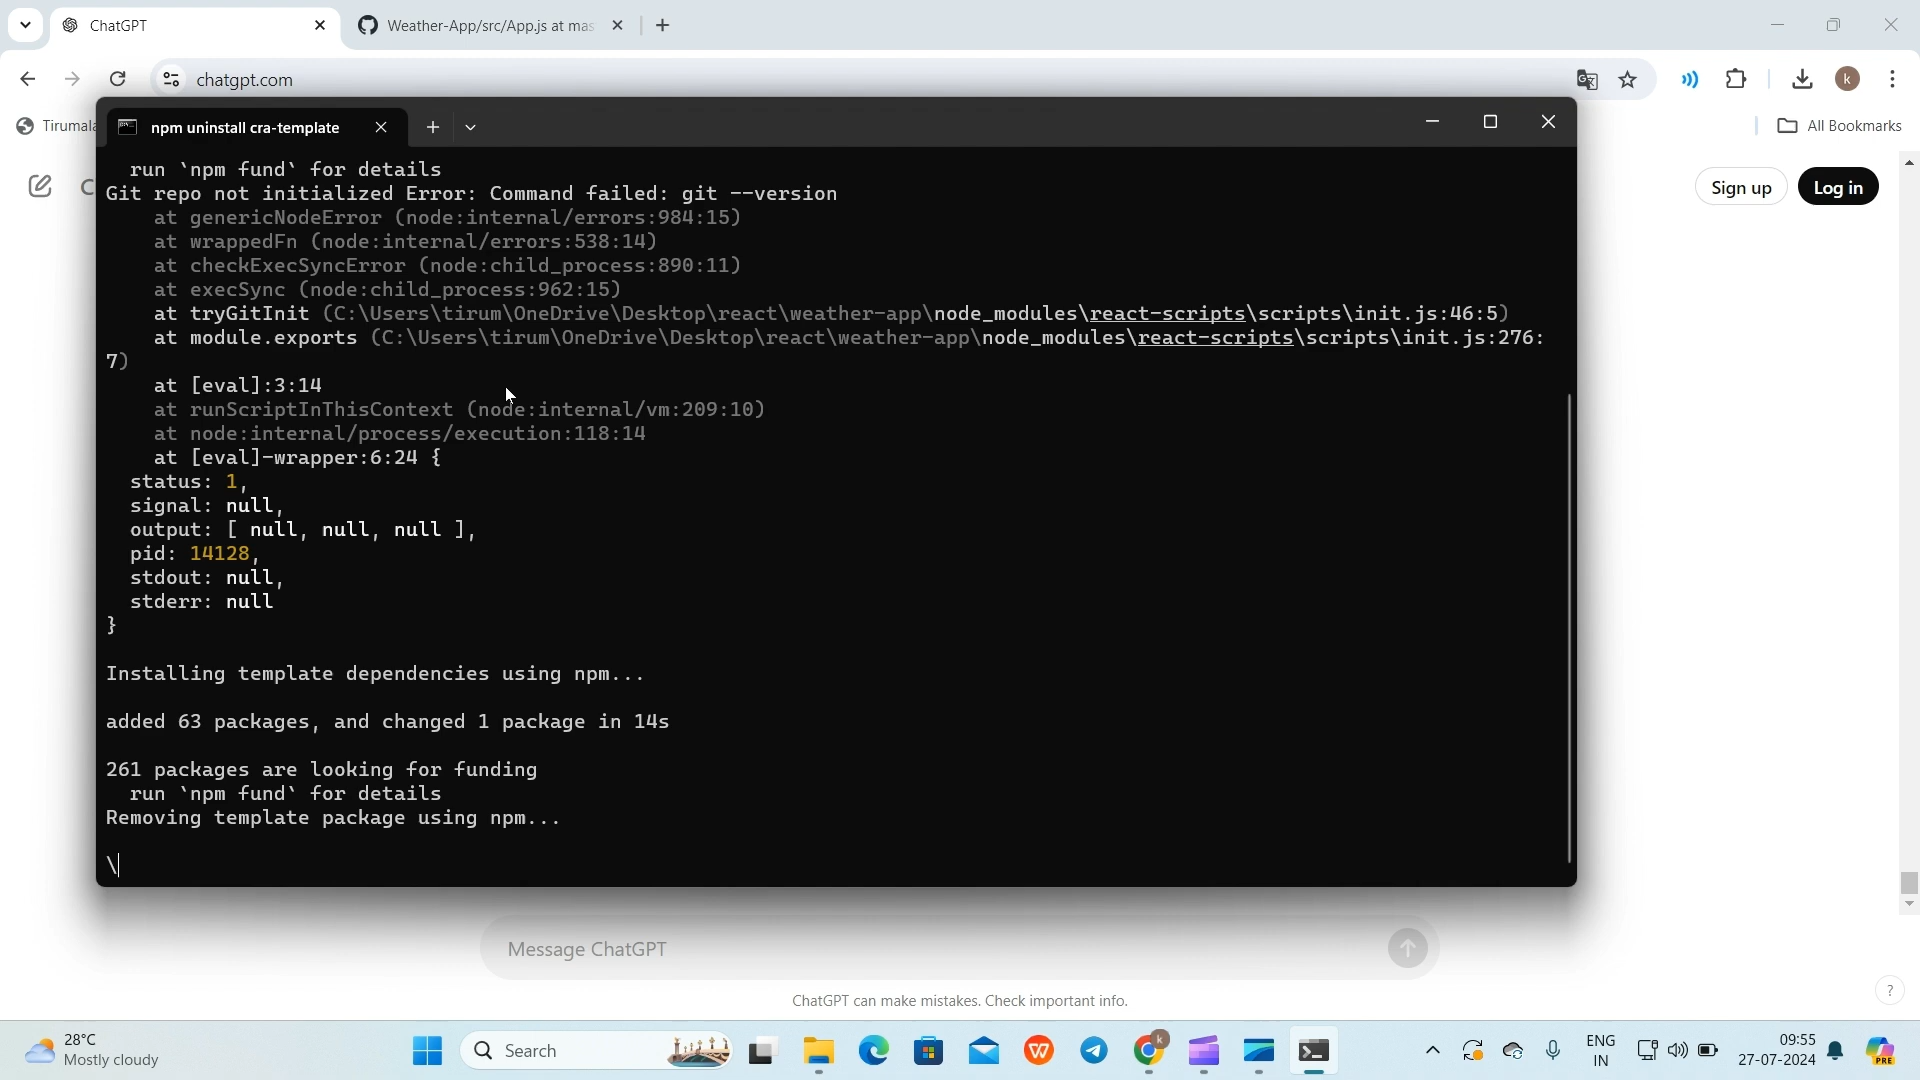 ChatGPT
Weather-App/src/App.js at mas
chatgpt.com
k
Tirumala
All Bookmarks
npm uninstall cra-template
C
Sign up
Log in
run `npm fund` for details
Git repo not initialized Error: Command failed: git --version
at genericNodeError (node:internal/errors:984:15)
at wrappedFn (node:internal/errors:538:14)
at checkExecSyncError (node:child_process:890:11)
at execSync (node:child_process:962:15)
at tryGitInit (C:\Users\tirum\OneDrive\Desktop\react\weather-app\node_modules\react-scripts\scripts\init.js:46:5)
at module.exports (C:\Users\tirum\OneDrive\Desktop\react\weather-app\node_modules\react-scripts\scripts\init.js:276:
7)
at [eval]:3:14
at runScriptInThisContext (node:internal/vm:209:10)
at node:internal/process/execution:118:14
at [eval]-wrapper:6:24 {
status: 1,
signal: null,
output: [ null, null, null ],
pid: 14128,
stdout: null,
stderr: null
}
Installing template dependencies using npm...
added 63 packages, and changed 1 package in 14s
261 packages are looking for funding
run `npm fund` for details
Removing template package using npm...
\
Message ChatGPT
ChatGPT can make mistakes. Check important info.
?
28°C
Mostly cloudy
Search
k
ENG
IN
09:55
27-07-2024
PRE